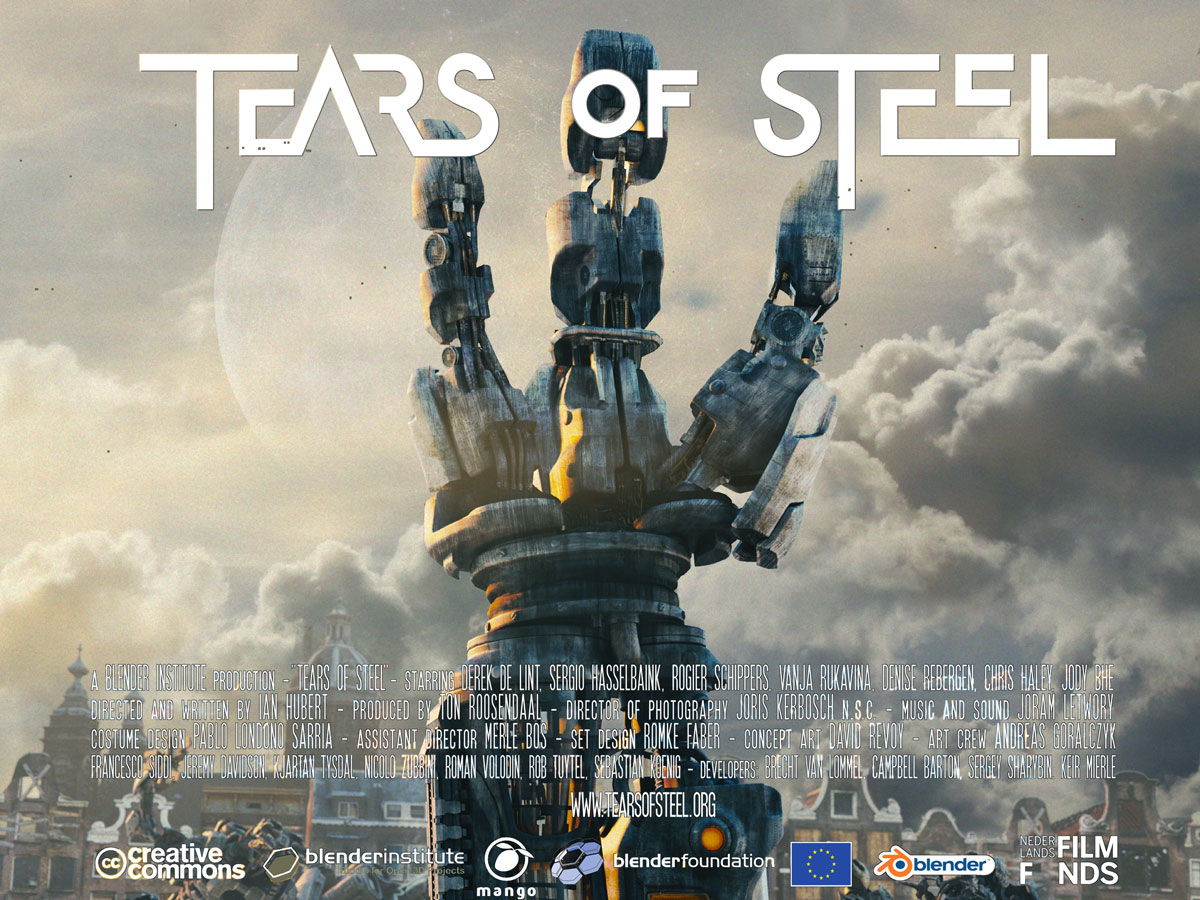 TEARS OF STEEL
A BLENDER INSTITUTE PRODUCTION - "TEARS OF STEEL" - STARRING DEREK DE LINT, SERGIO HASSELBAINK, ROGIER SCHIPPERS, VANJA RUKAVINA, DENISE REBERGEN, CHRIS HALEY, JODY BHE
DIRECTED AND WRITTEN BY IAN HUBERT - PRODUCED BY TON ROOSENDAAL - DIRECTOR OF PHOTOGRAPHY JORIS KERBOSCH N.S.C. - MUSIC AND SOUND JORAM LETWORY
COSTUME DESIGN PABLO LONDONO SARRIA - ASSISTANT DIRECTOR MERLE BOS - SET DESIGN ROMKE FABER - CONCEPT ART DAVID REVOY - ART CREW ANDREAS GORALCZYK
FRANCESCO SIDDI, JEREMY DAVIDSON, KJARTAN TYSDAL, NICOLO ZUBBINI, ROMAN VOLODIN, ROB TUYTEL, SEBASTIAN KOENIG - DEVELOPERS: BRECHT VAN LOMMEL, CAMPBELL BARTON, SERGEY SHARYBIN, KEIR MERLE
WWW.TEARSOFSTEEL.ORG
cc creative commons
blenderinstitute
Projects
mango
blenderfoundation
blender
NEDERLANDS FILM
F NDS